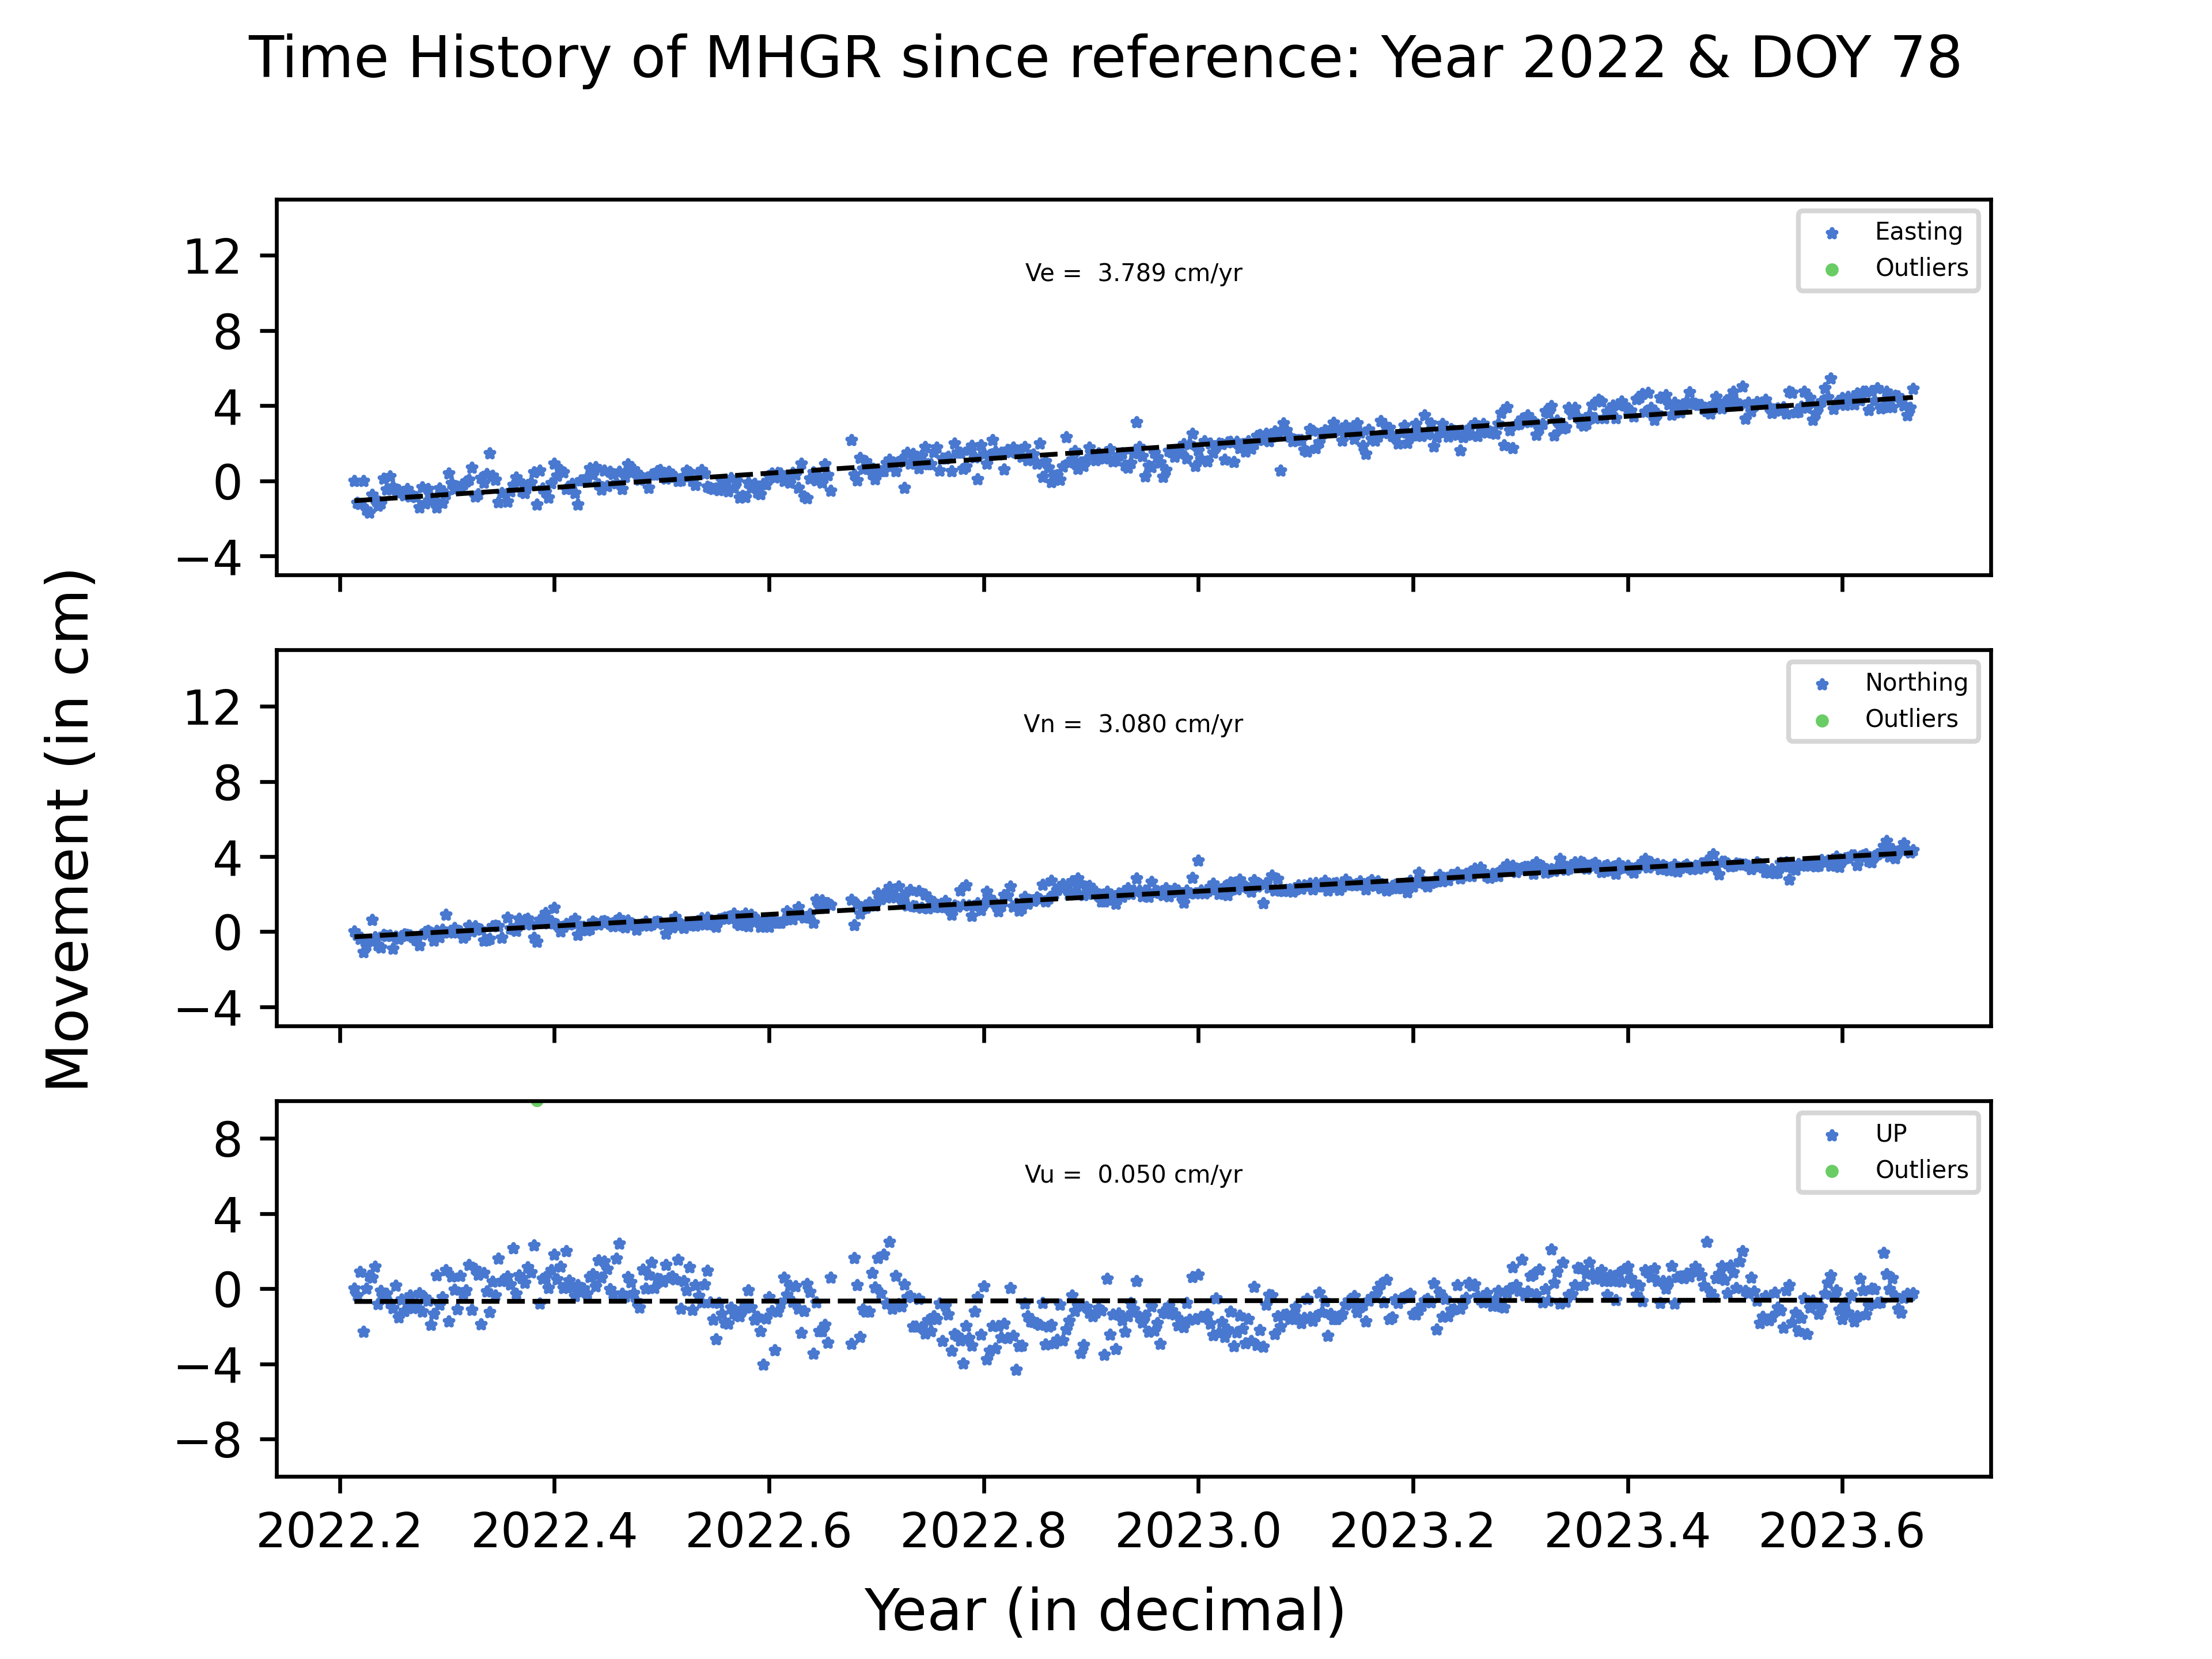 Time History of MHGR since reference: Year 2022 & DOY 78
12
8
4
0
−4
Ve =  3.789 cm/yr
Easting
Outliers
Movement (in cm)
12
8
4
0
−4
Vn =  3.080 cm/yr
Northing
Outliers
8
4
0
−4
−8
Vu =  0.050 cm/yr
UP
Outliers
2022.2 2022.4 2022.6 2022.8 2023.0 2023.2 2023.4 2023.6
Year (in decimal)